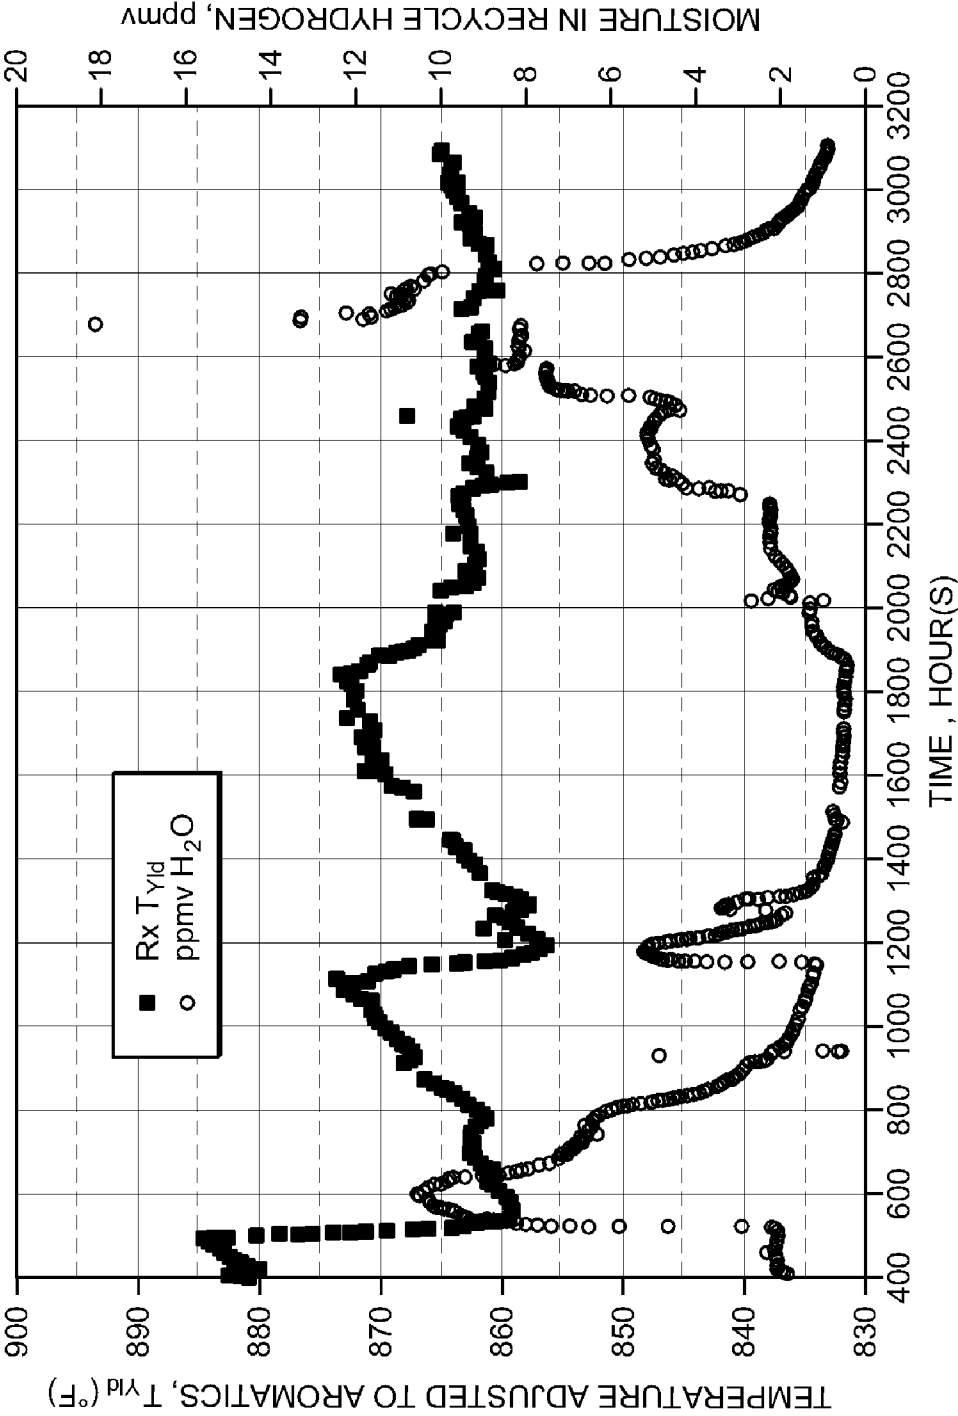 MOISTURE IN RECYCLE HYDROGEN, ppmv
20 18 16 14 12 10 8 6 4 2 0
Rx T_Yld
ppmv H₂O
900 890 880 870 860 850 840 830
TEMPERATURE ADJUSTED TO AROMATICS, T_Yld (°F)
400 600 800 1000 1200 1400 1600 1800 2000 2200 2400 2600 2800 3000 3200
TIME , HOUR(S)